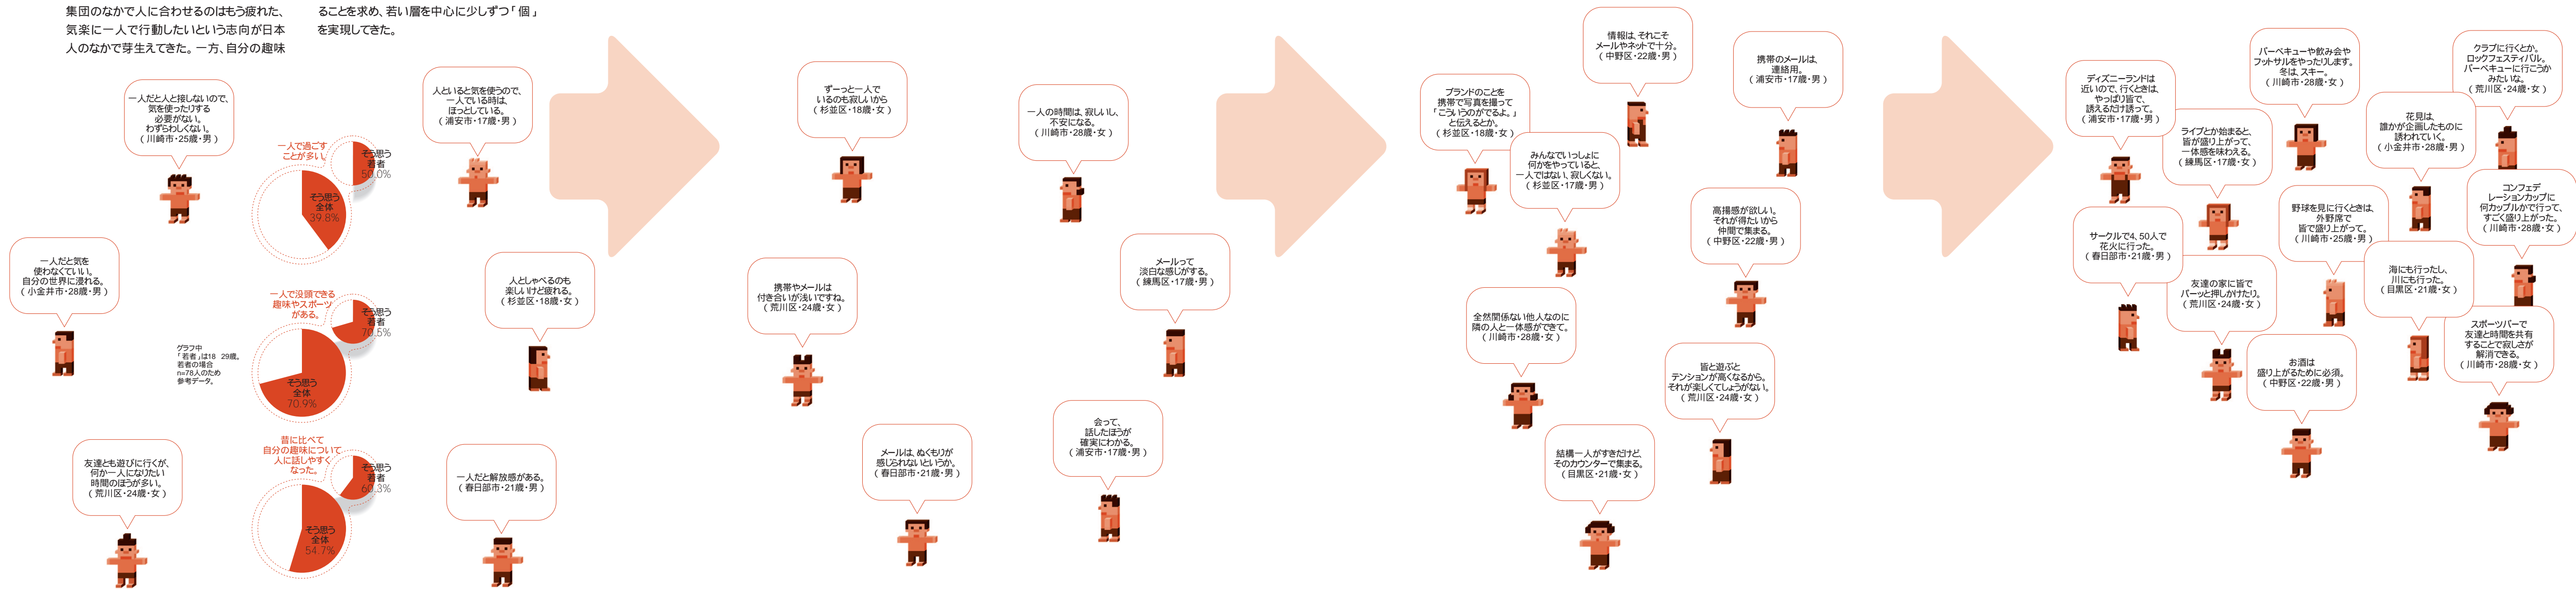 集団のなかで人に合わせるのはもう疲れた、
気楽に一人で行動したいという志向が日本
人のなかで芽生えてきた。一方、自分の趣味
ることを求め、若い層を中心に少しずつ「個」
を実現してきた。
一人だと人と接しないので、
気を使ったりする
必要がない。
わずらわしくない。
(川崎市・25歳・男)
一人だと気を
使わなくていい。
自分の世界に浸れる。
(小金井市・28歳・男)
友達とも遊びに行くが、
何か一人になりたい
時間のほうが多い。
(荒川区・24歳・女)
一人で過ごす
ことが多い。
そう思う
若者
50.0%
そう思う
全体
39.8%
一人で没頭できる
趣味やスポーツ
がある。
そう思う
若者
70.5%
そう思う
全体
70.9%
グラフ中
「若者」は18 29歳。
若者の場合
n=78人のため
参考データ。
昔に比べて
自分の趣味について
人に話しやすく
なった。
そう思う
若者
60.3%
そう思う
全体
54.7%
人といると気を使うので、
一人でいる時は、
ほっとしている。
(浦安市・17歳・男)
人としゃべるのも
楽しいけど疲れる。
(杉並区・18歳・女)
一人だと解放感がある。
(春日部市・21歳・男)
ずーっと一人で
いるのも寂しいから
(杉並区・18歳・女)
一人の時間は、寂しいし、
不安になる。
(川崎市・28歳・女)
メールって
淡白な感じがする。
(練馬区・17歳・男)
携帯やメールは
付き合いが浅いですね。
(荒川区・24歳・女)
会って、
話したほうが
確実にわかる。
(浦安市・17歳・男)
メールは、ぬくもりが
感じられないというか。
(春日部市・21歳・男)
情報は、それこそ
メールやネットで十分。
(中野区・22歳・男)
携帯のメールは、
連絡用。
(浦安市・17歳・男)
ブランドのことを
携帯で写真を撮って
「こういうのがでるよ。」
と伝えるとか。
(杉並区・18歳・女)
みんなでいっしょに
何かをやっていると、
一人ではない、寂しくない。
(杉並区・17歳・男)
高揚感が欲しい。
それが得たいから
仲間で集まる。
(中野区・22歳・男)
全然関係ない他人なのに
隣の人と一体感ができて。
(川崎市・28歳・女)
皆と遊ぶと
テンションが高くなるから。
それが楽しくてしょうがない。
(荒川区・24歳・女)
結構一人がすきだけど、
そのカウンターで集まる。
(目黒区・21歳・女)
ディズニーランドは
近いので、行くときは、
やっぱり皆で、
誘えるだけ誘って。
(浦安市・17歳・男)
ライブとか始まると、
皆が盛り上がって、
一体感を味わえる。
(練馬区・17歳・女)
バーベキューや飲み会や
フットサルをやったりします。
冬は、スキー。
(川崎市・28歳・女)
クラブに行くとか。
ロックフェスティバル。
バーベキューに行こうか
みたいな。
(荒川区・24歳・女)
花見は、
誰かが企画したものに
誘われていく。
(小金井市・28歳・男)
コンフェデ
レーションカップに
何カップルかで行って、
すごく盛り上がった。
(川崎市・28歳・女)
野球を見に行くときは、
外野席で
皆で盛り上がって。
(川崎市・25歳・男)
サークルで4、50人で
花火に行った。
(春日部市・21歳・男)
友達の家に皆で
バーッと押しかけたり。
(荒川区・24歳・女)
海にも行ったし、
川にも行った。
(目黒区・21歳・女)
お酒は
盛り上がるために必須。
(中野区・22歳・男)
スポーツバーで
友達と時間を共有
することで寂しさが
解消できる。
(川崎市・28歳・女)